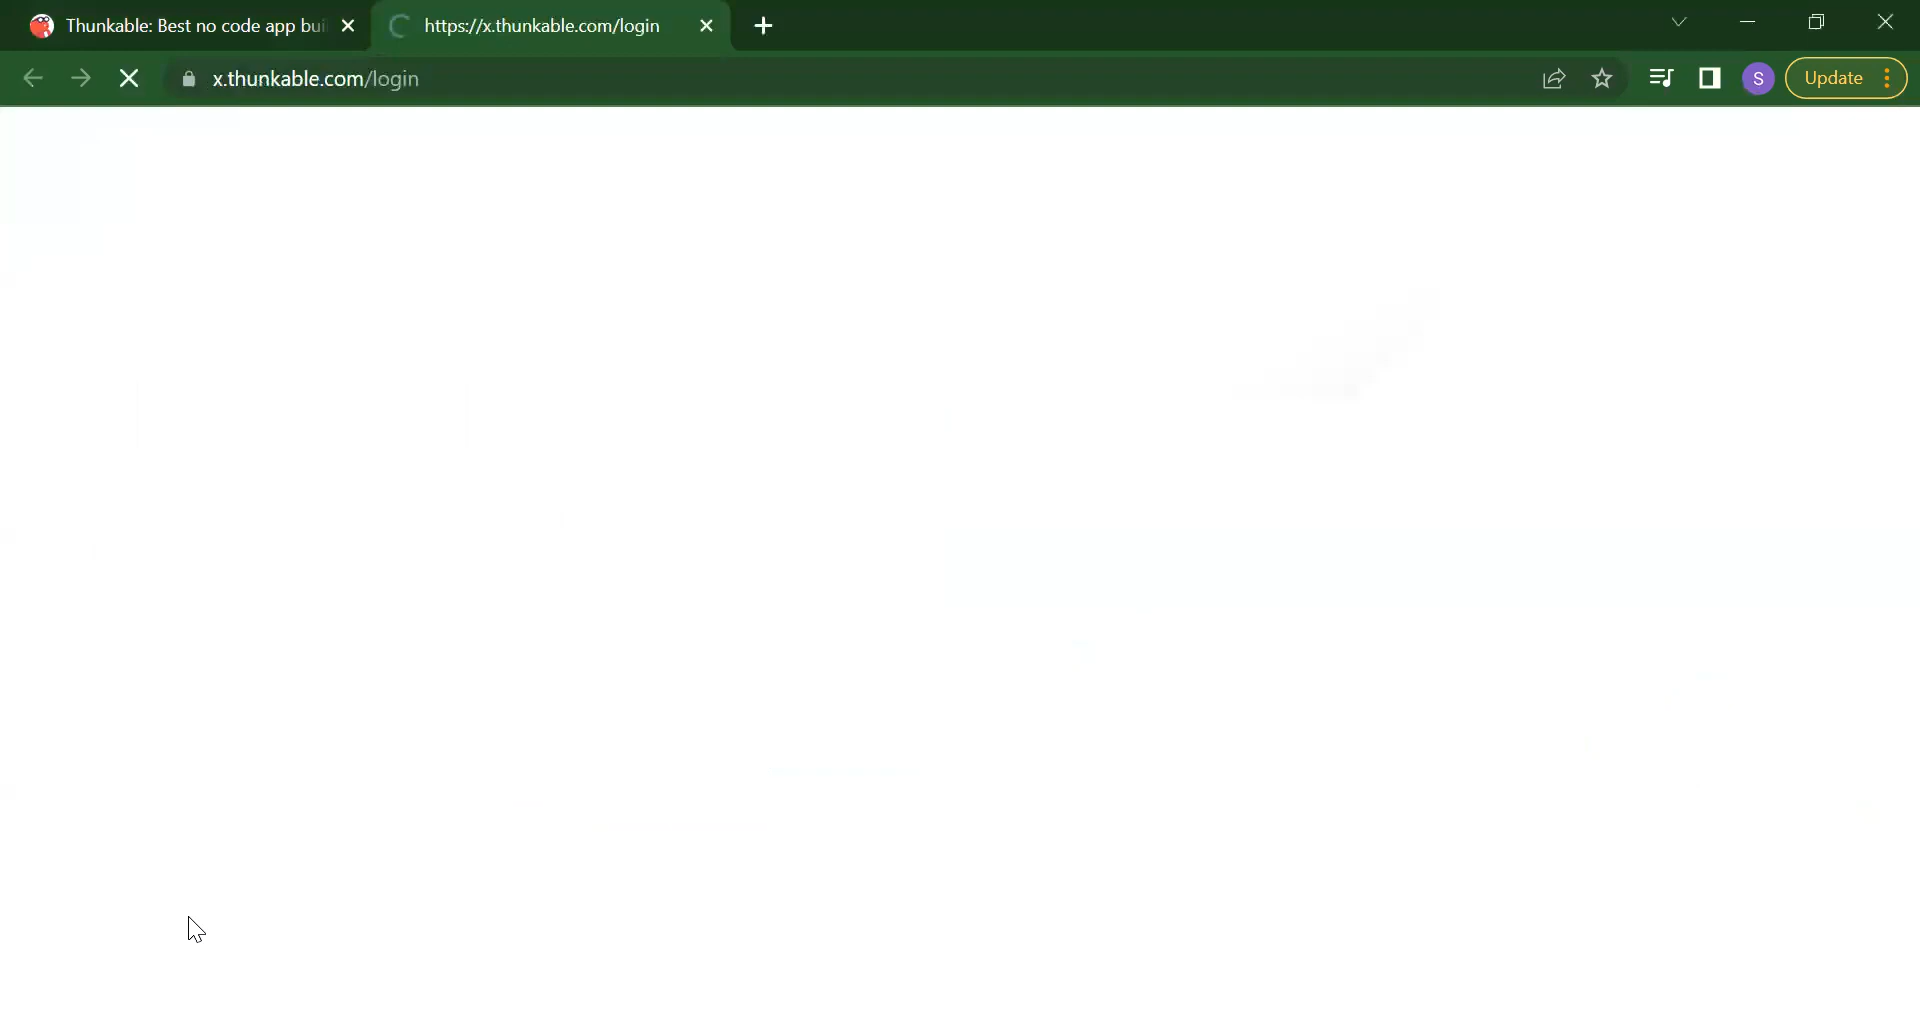 Thunkable: Best no code app bui
https://x.thunkable.com/login
x.thunkable.com/login
S
Update